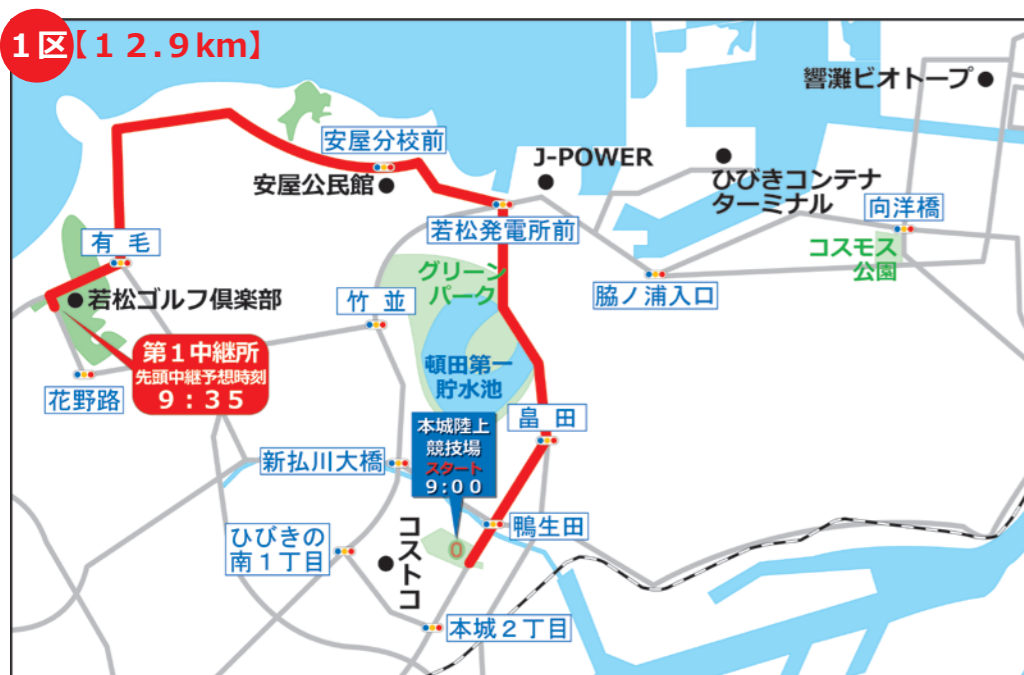 1区【12.9km】
響灘ビオトープ
安屋分校前
J-POWER
安屋公民館
ひびきコンテナ
ターミナル
向洋橋
若松発電所前
有毛
コスモス
公園
グリーン
パーク
若松ゴルフ倶楽部
竹並
脇ノ浦入口
第1中継所
先頭中継予想時刻
9:35
頓田第一
貯水池
花野路
本城陸上
競技場
スタート
9:00
畠田
新払川大橋
鴨生田
ひびきの
南1丁目
コストコ
本城2丁目